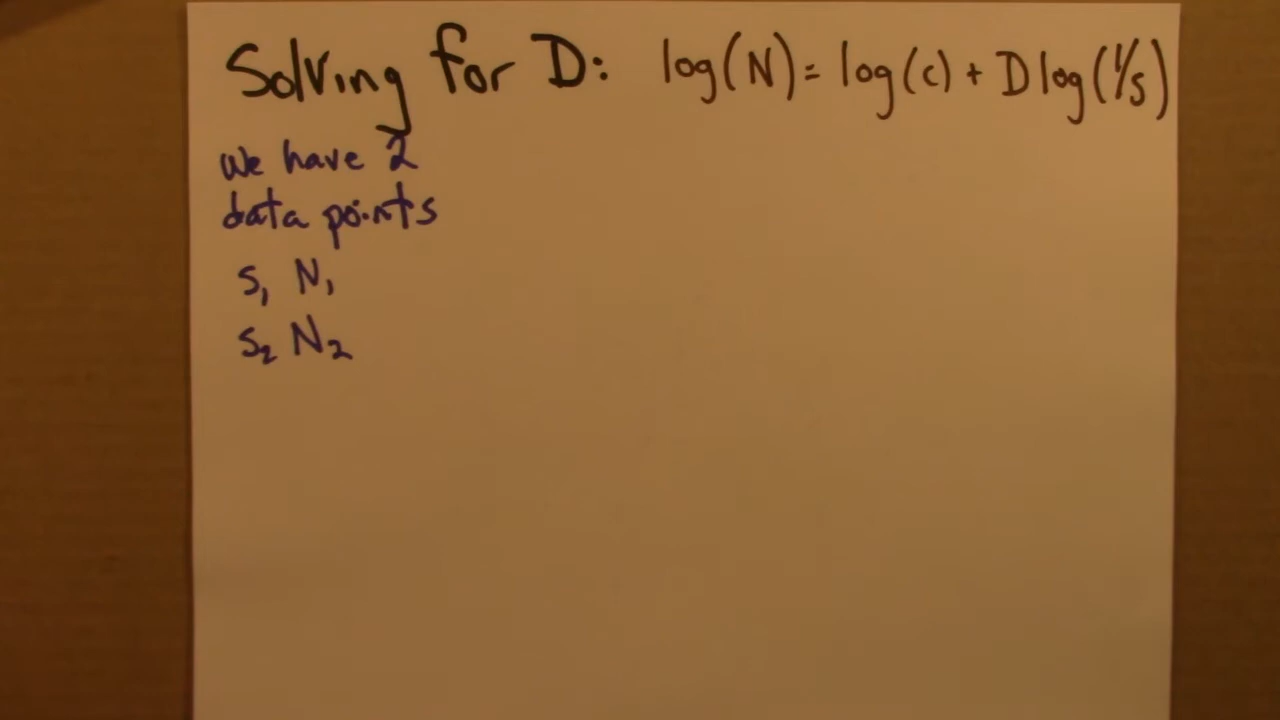 Solving for D: log(N) = log(c) + D log(1/s)
We have 2
data points
s₁ N₁
s₂ N₂